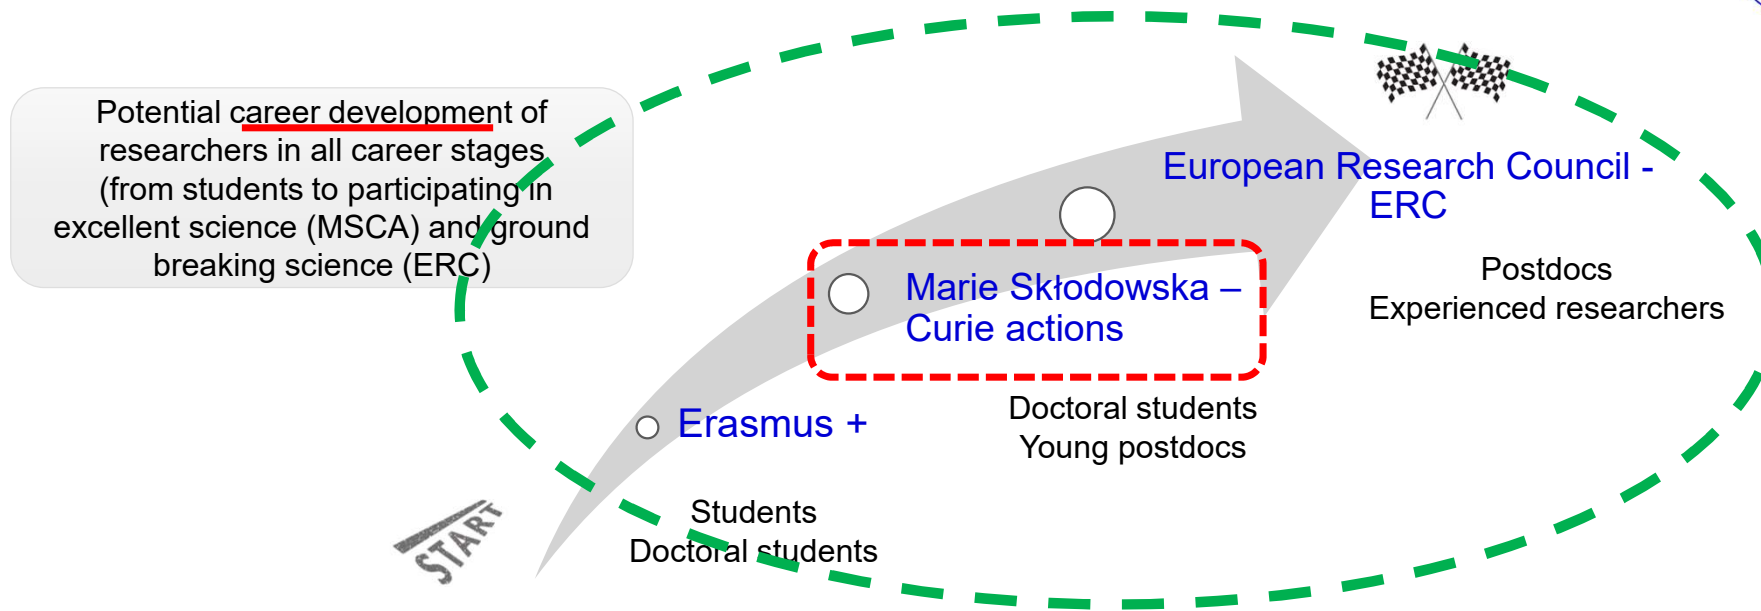 Potential career development of
researchers in all career stages
(from students to participating in
excellent science (MSCA) and ground
breaking science (ERC)
European Research Council -
ERC
Postdocs
Experienced researchers
Marie Skłodowska –
Curie actions
Doctoral students
Young postdocs
Erasmus +
Students
Doctoral students
START